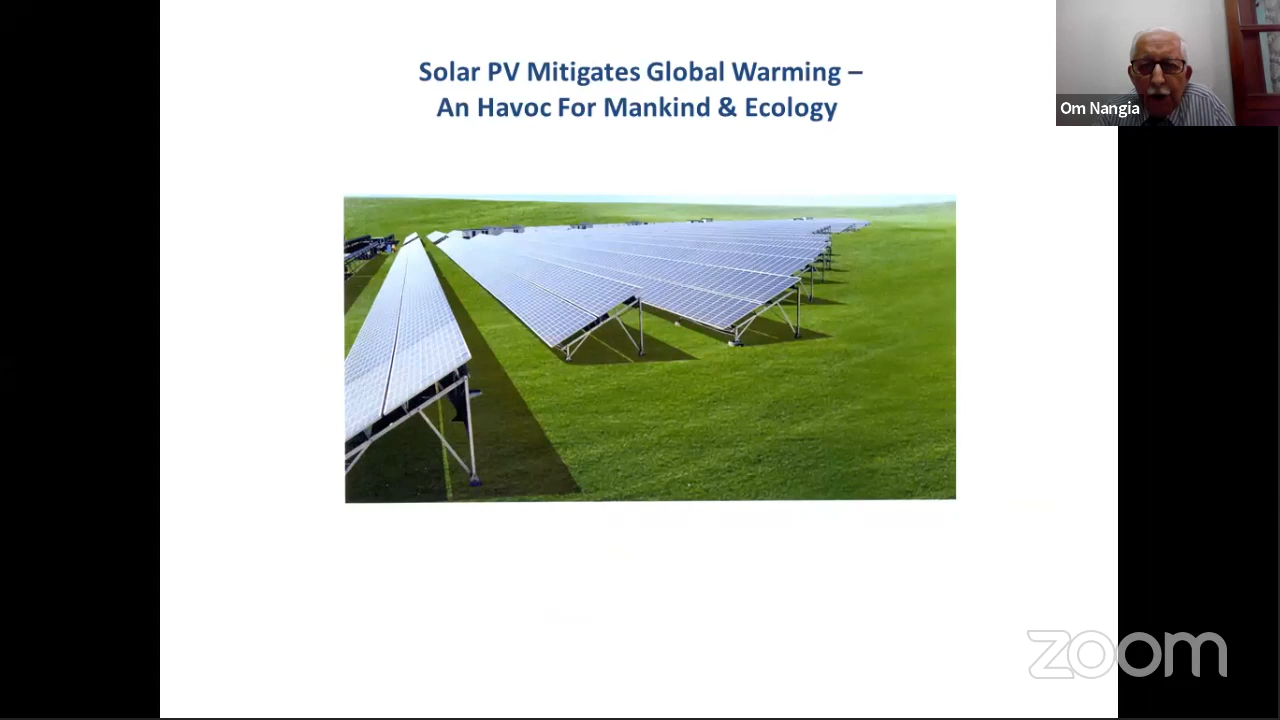 Solar PV Mitigates Global Warming –
An Havoc For Mankind & Ecology
Om Nangia
zoom